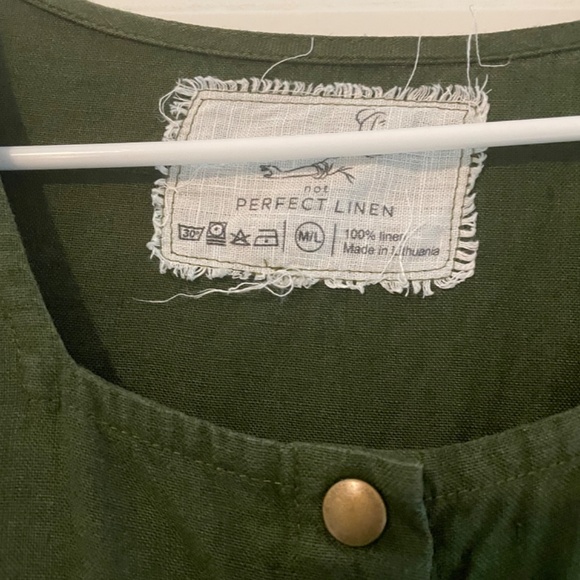 not
PERFECT LINEN
30°
M/L
100% linen
Made in Lithuania